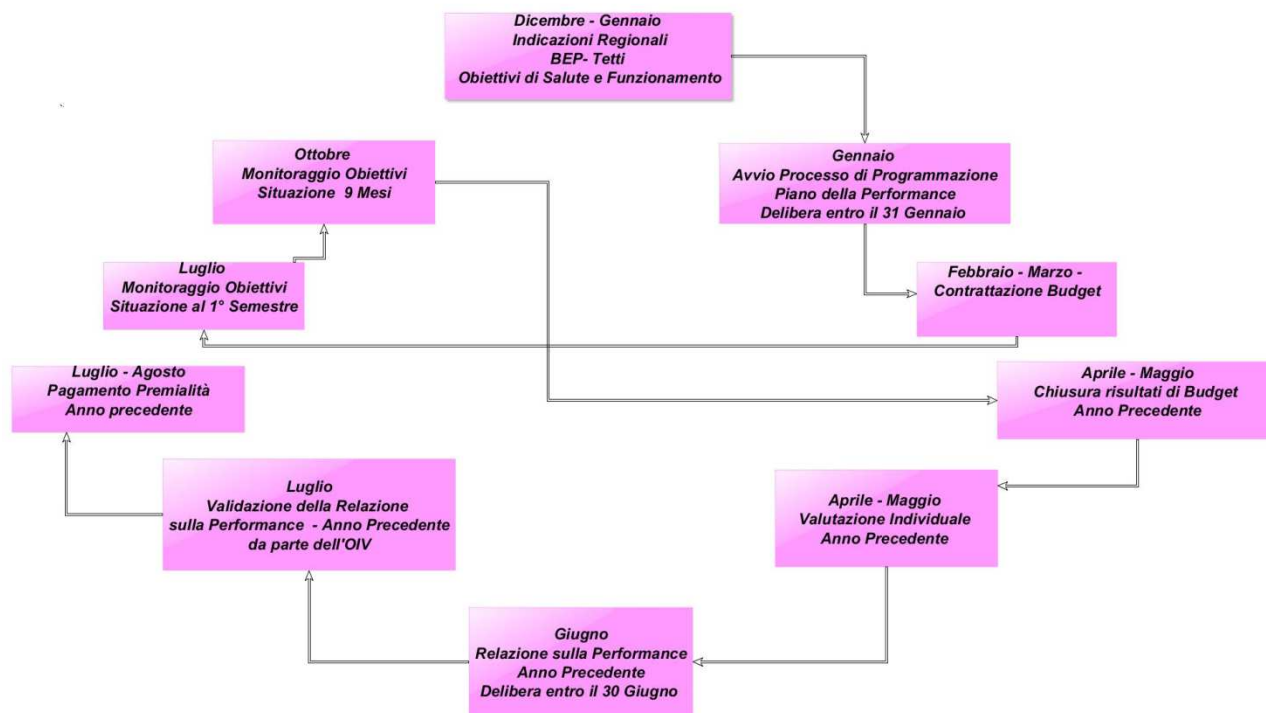 Dicembre - Gennaio
Indicazioni Regionali
BEP- Tetti
Obiettivi di Salute e Funzionamento
Gennaio
Avvio Processo di Programmazione
Piano della Performance
Delibera entro il 31 Gennaio
Febbraio - Marzo -
Contrattazione Budget
Luglio
Monitoraggio Obiettivi
Situazione al 1° Semestre
Ottobre
Monitoraggio Obiettivi
Situazione 9 Mesi
Aprile - Maggio
Chiusura risultati di Budget
Anno Precedente
Aprile - Maggio
Valutazione Individuale
Anno Precedente
Giugno
Relazione sulla Performance
Anno Precedente
Delibera entro il 30 Giugno
Luglio
Validazione della Relazione
sulla Performance - Anno Precedente
da parte dell'OIV
Luglio - Agosto
Pagamento Premialità
Anno precedente